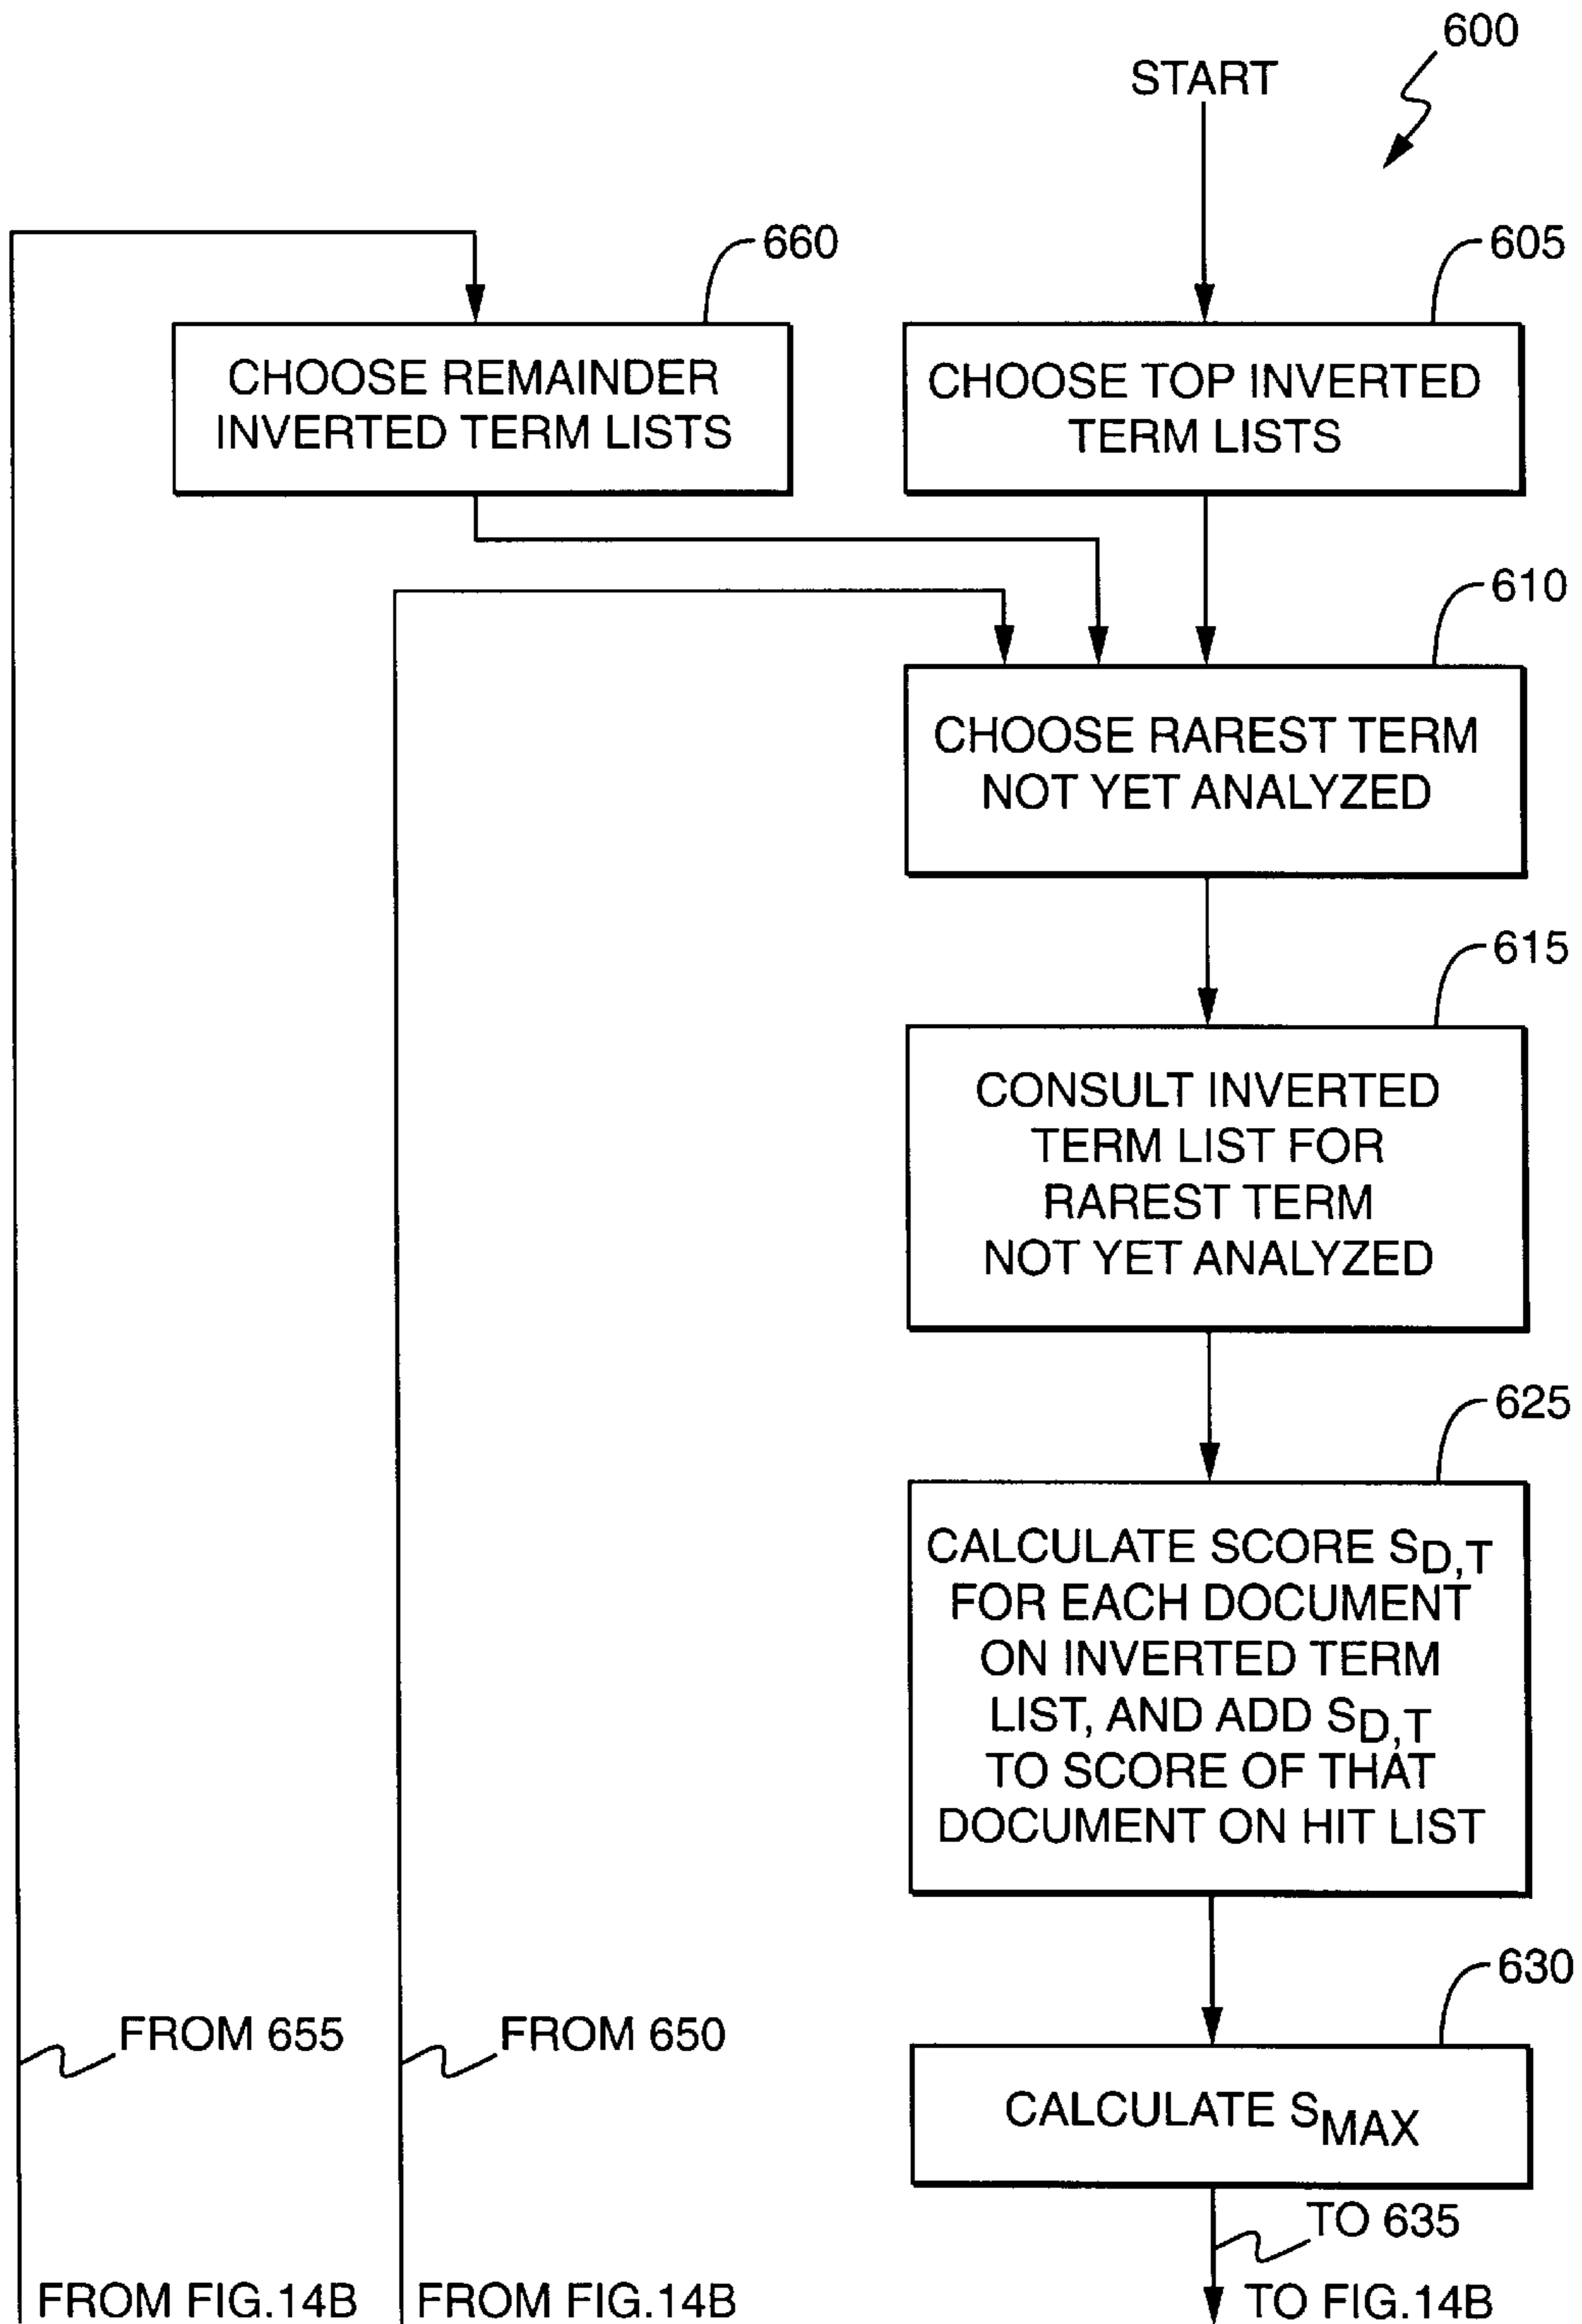 600
START
660
605
CHOOSE REMAINDER
INVERTED TERM LISTS
CHOOSE TOP INVERTED
TERM LISTS
610
CHOOSE RAREST TERM
NOT YET ANALYZED
615
CONSULT INVERTED
TERM LIST FOR
RAREST TERM
NOT YET ANALYZED
625
CALCULATE SCORE SD,T
FOR EACH DOCUMENT
ON INVERTED TERM
LIST, AND ADD SD,T
TO SCORE OF THAT
DOCUMENT ON HIT LIST
630
FROM 655
FROM 650
CALCULATE SMAX
TO 635
FROM FIG.14B
FROM FIG.14B
TO FIG.14B